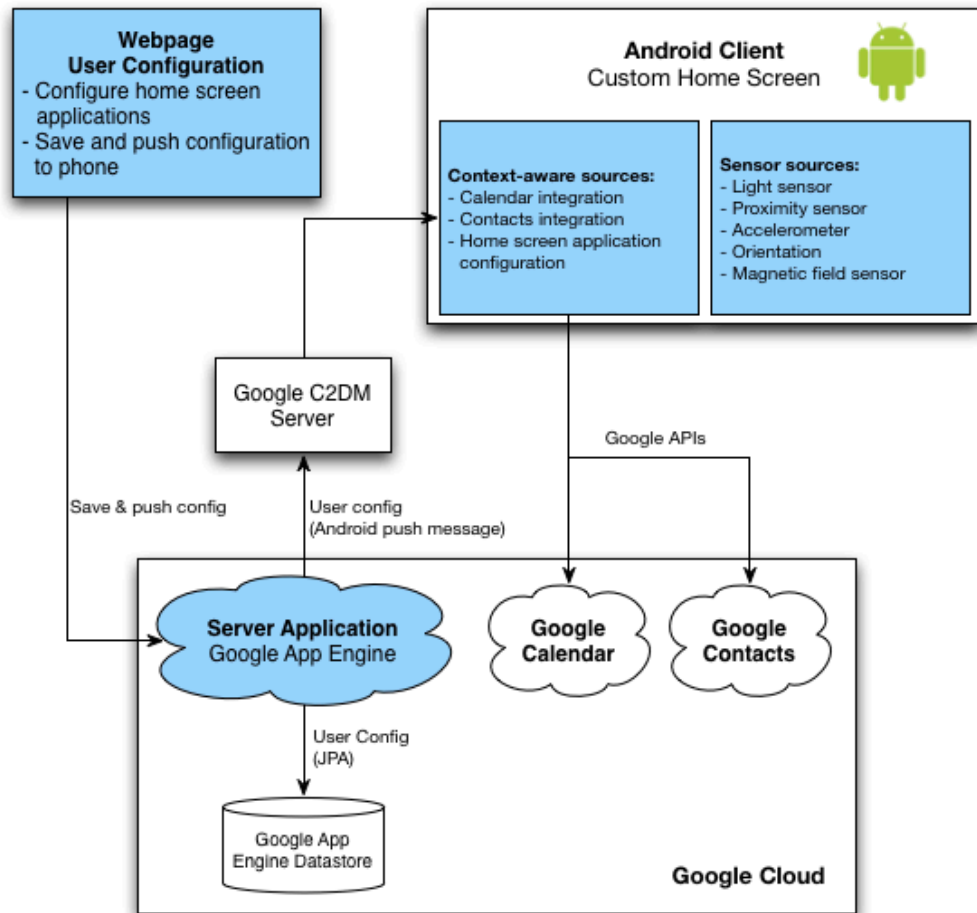 Webpage
User Configuration
- Configure home screen
applications
- Save and push configuration
to phone
Android Client
Custom Home Screen
Context-aware sources:
- Calendar integration
- Contacts integration
- Home screen application
configuration
Sensor sources:
- Light sensor
- Proximity sensor
- Accelerometer
- Orientation
- Magnetic field sensor
Google C2DM
Server
Google APIs
Save & push config
User config
(Android push message)
Server Application
Google App Engine
Google
Calendar
Google
Contacts
User Config
(JPA)
Google App
Engine Datastore
Google Cloud